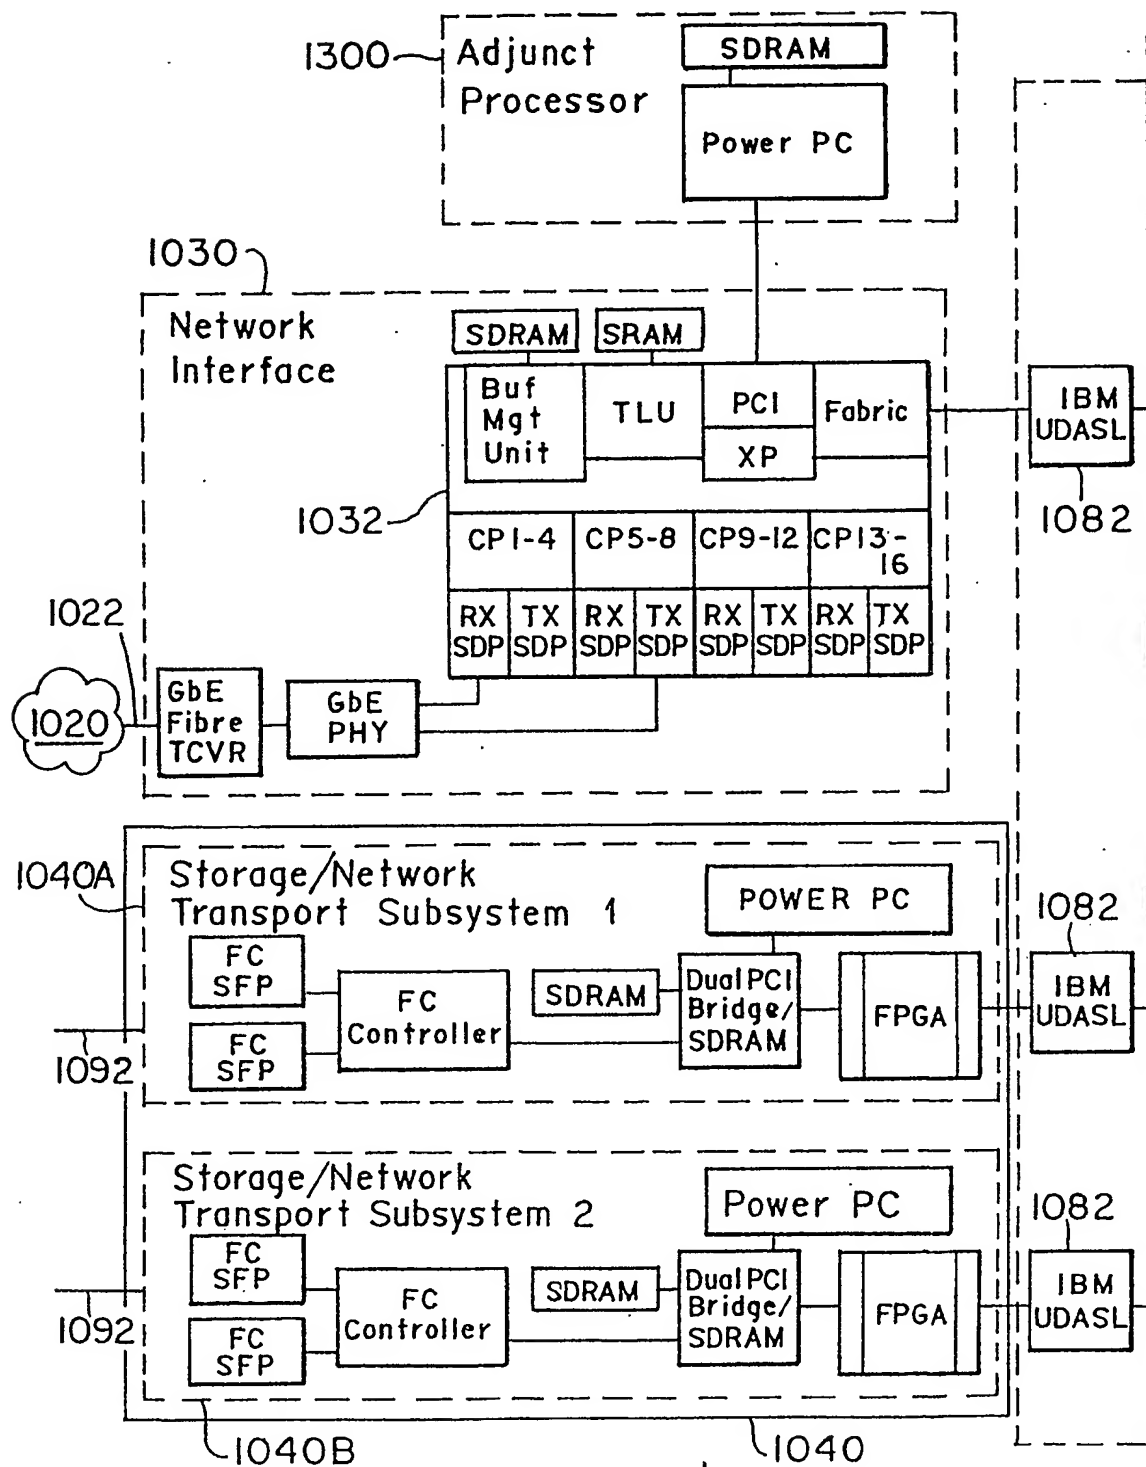 1300
Adjunct
Processor
SDRAM
Power PC
1030
Network
Interface
SDRAM
SRAM
Buf
Mgt
Unit
TLU
PCI
XP
Fabric
IBM
UDASL
1082
1032
CP1-4
CP5-8
CP9-12
CP13-
16
RX
SDP
TX
SDP
RX
SDP
TX
SDP
RX
SDP
TX
SDP
RX
SDP
TX
SDP
1022
1020
GbE
Fibre
TCVR
GbE
PHY
1040A
Storage/Network
Transport Subsystem 1
POWER PC
1082
FC
SFP
FC
SFP
FC
Controller
SDRAM
Dual PCI
Bridge/
SDRAM
FPGA
IBM
UDASL
1092
Storage/Network
Transport Subsystem 2
Power PC
1082
FC
SFP
FC
SFP
FC
Controller
SDRAM
Dual PCI
Bridge/
SDRAM
FPGA
IBM
UDASL
1092
1040B
1040